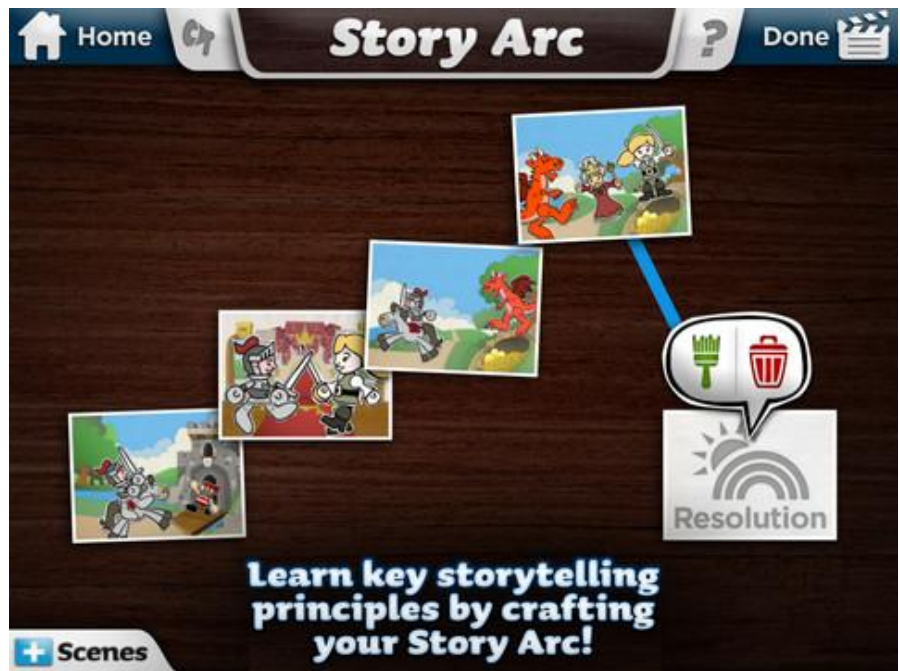 Home
Story Arc
?
Done
Resolution
Learn key storytelling
principles by crafting
your Story Arc!
+ Scenes